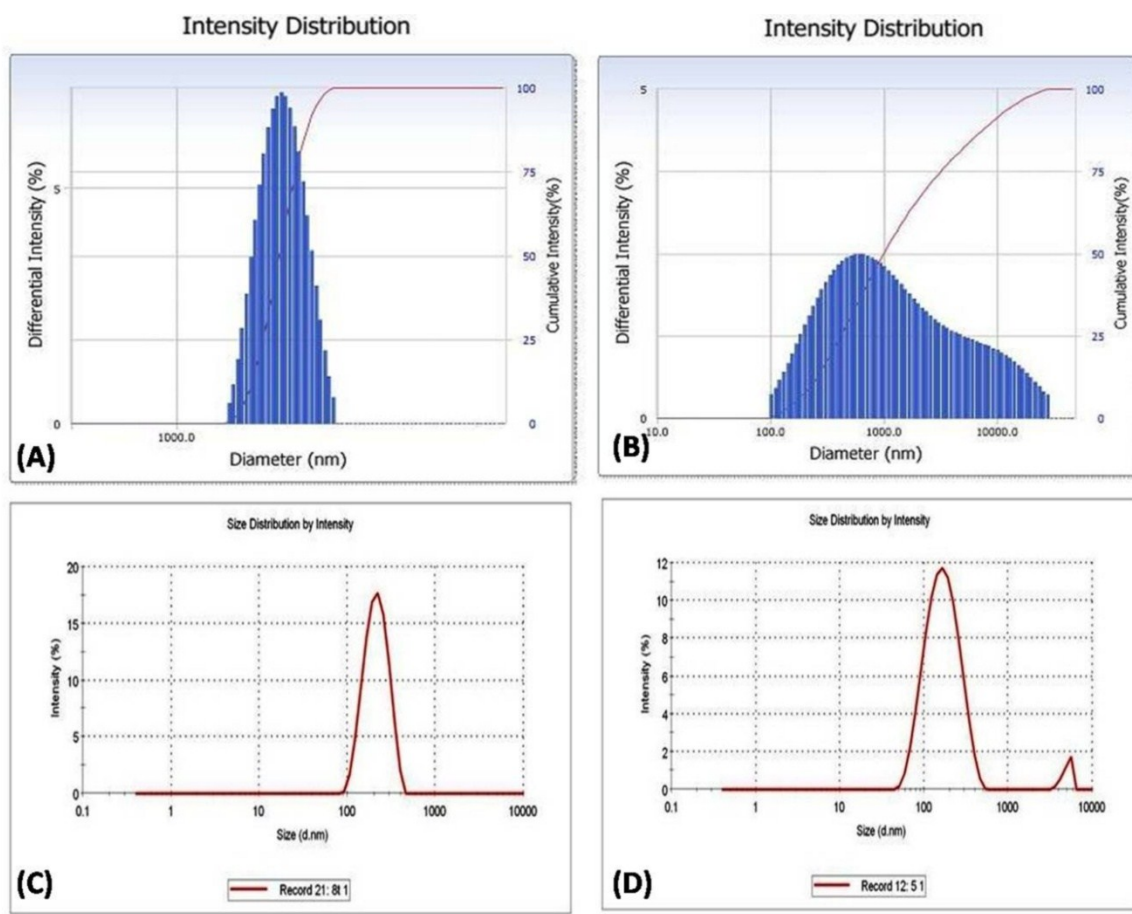 Intensity Distribution
Differential Intensity (%)
5
0
100
75
50
25
0
Cumulative Intensity(%)
1000.0
Diameter (nm)
(A)
Intensity Distribution
Differential Intensity (%)
5
0
100
75
50
25
0
Cumulative Intensity(%)
10.0 100.0 1000.0 10000.0
Diameter (nm)
(B)
Size Distribution by Intensity
Intensity (%)
20
15
10
5
0
0.1 1 10 100 1000 10000
Size (d.nm)
Record 21: 8t 1
(C)
Size Distribution by Intensity
Intensity (%)
12
10
8
6
4
2
0
0.1 1 10 100 1000 10000
Size (d.nm)
Record 12: 5 1
(D)